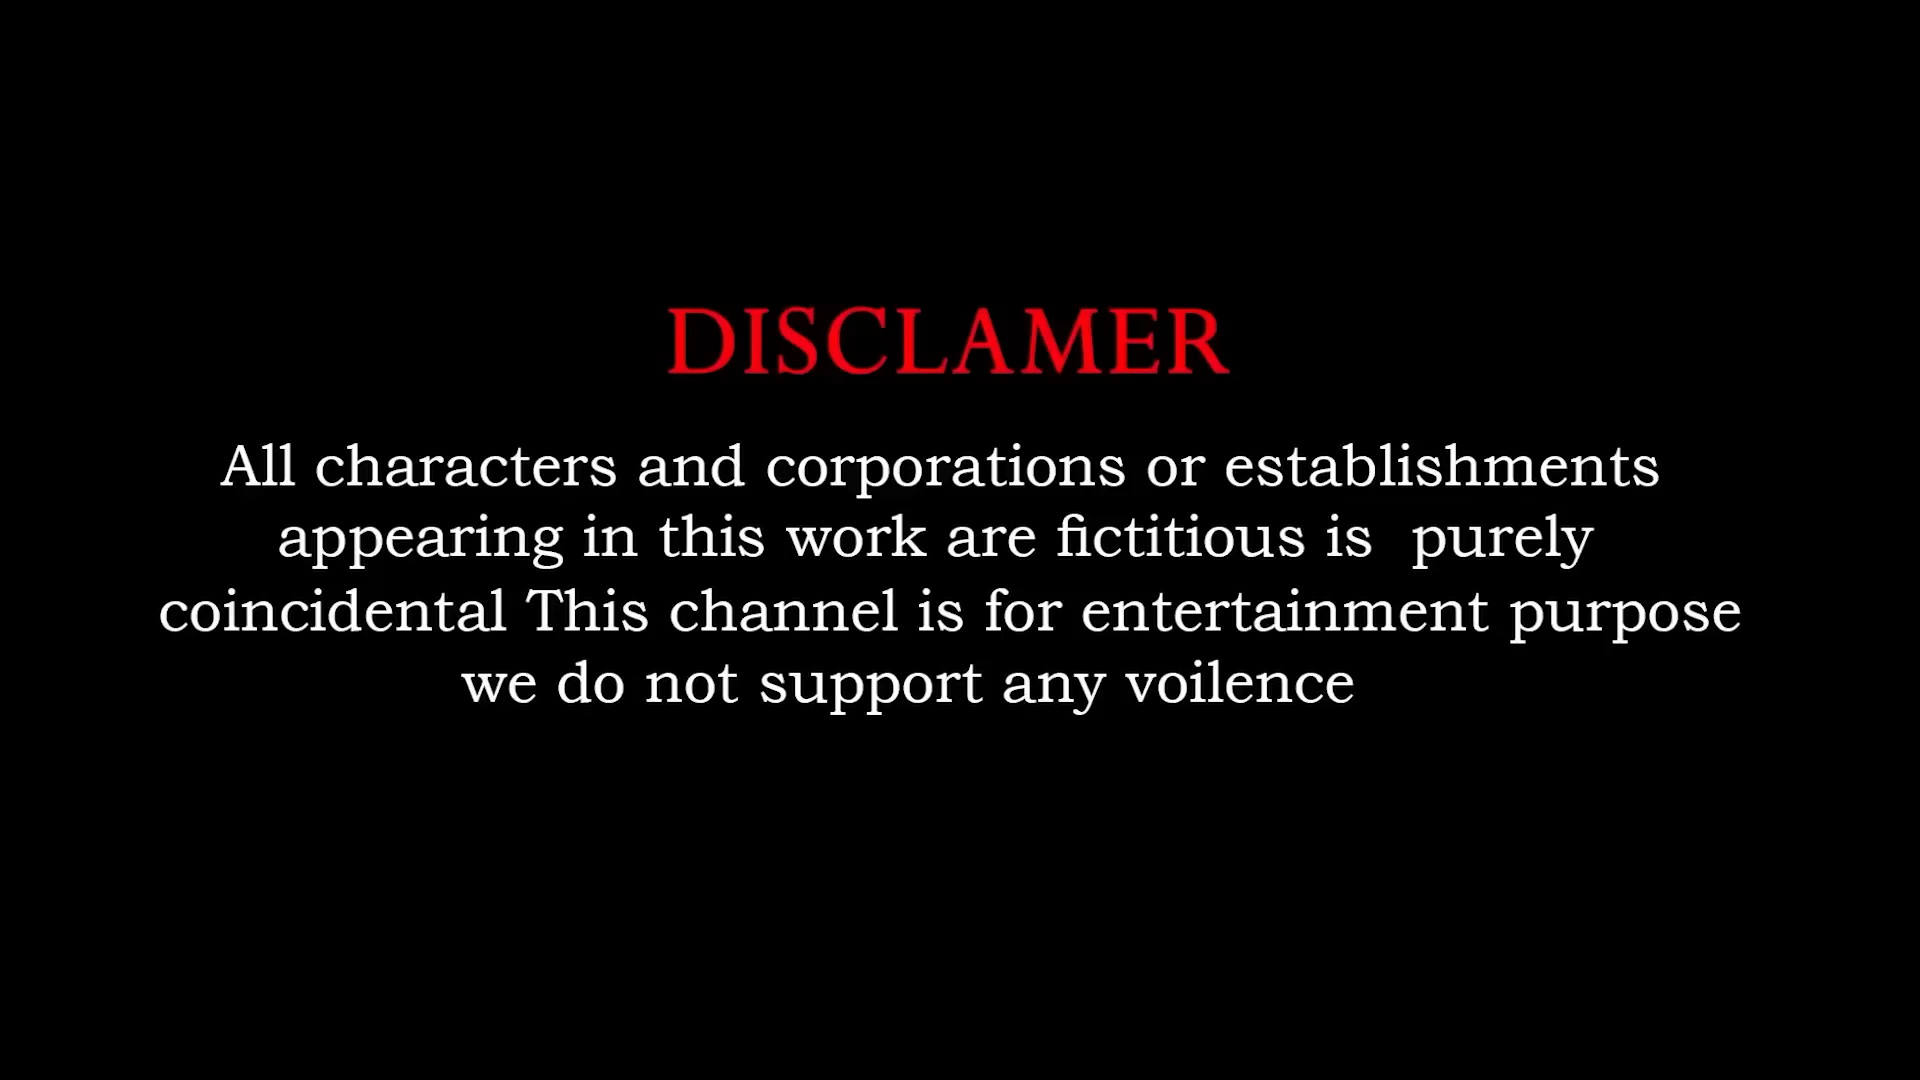 DISCLAMER
All characters and corporations or establishments
appearing in this work are fictitious is  purely
coincidental This channel is for entertainment purpose
we do not support any voilence